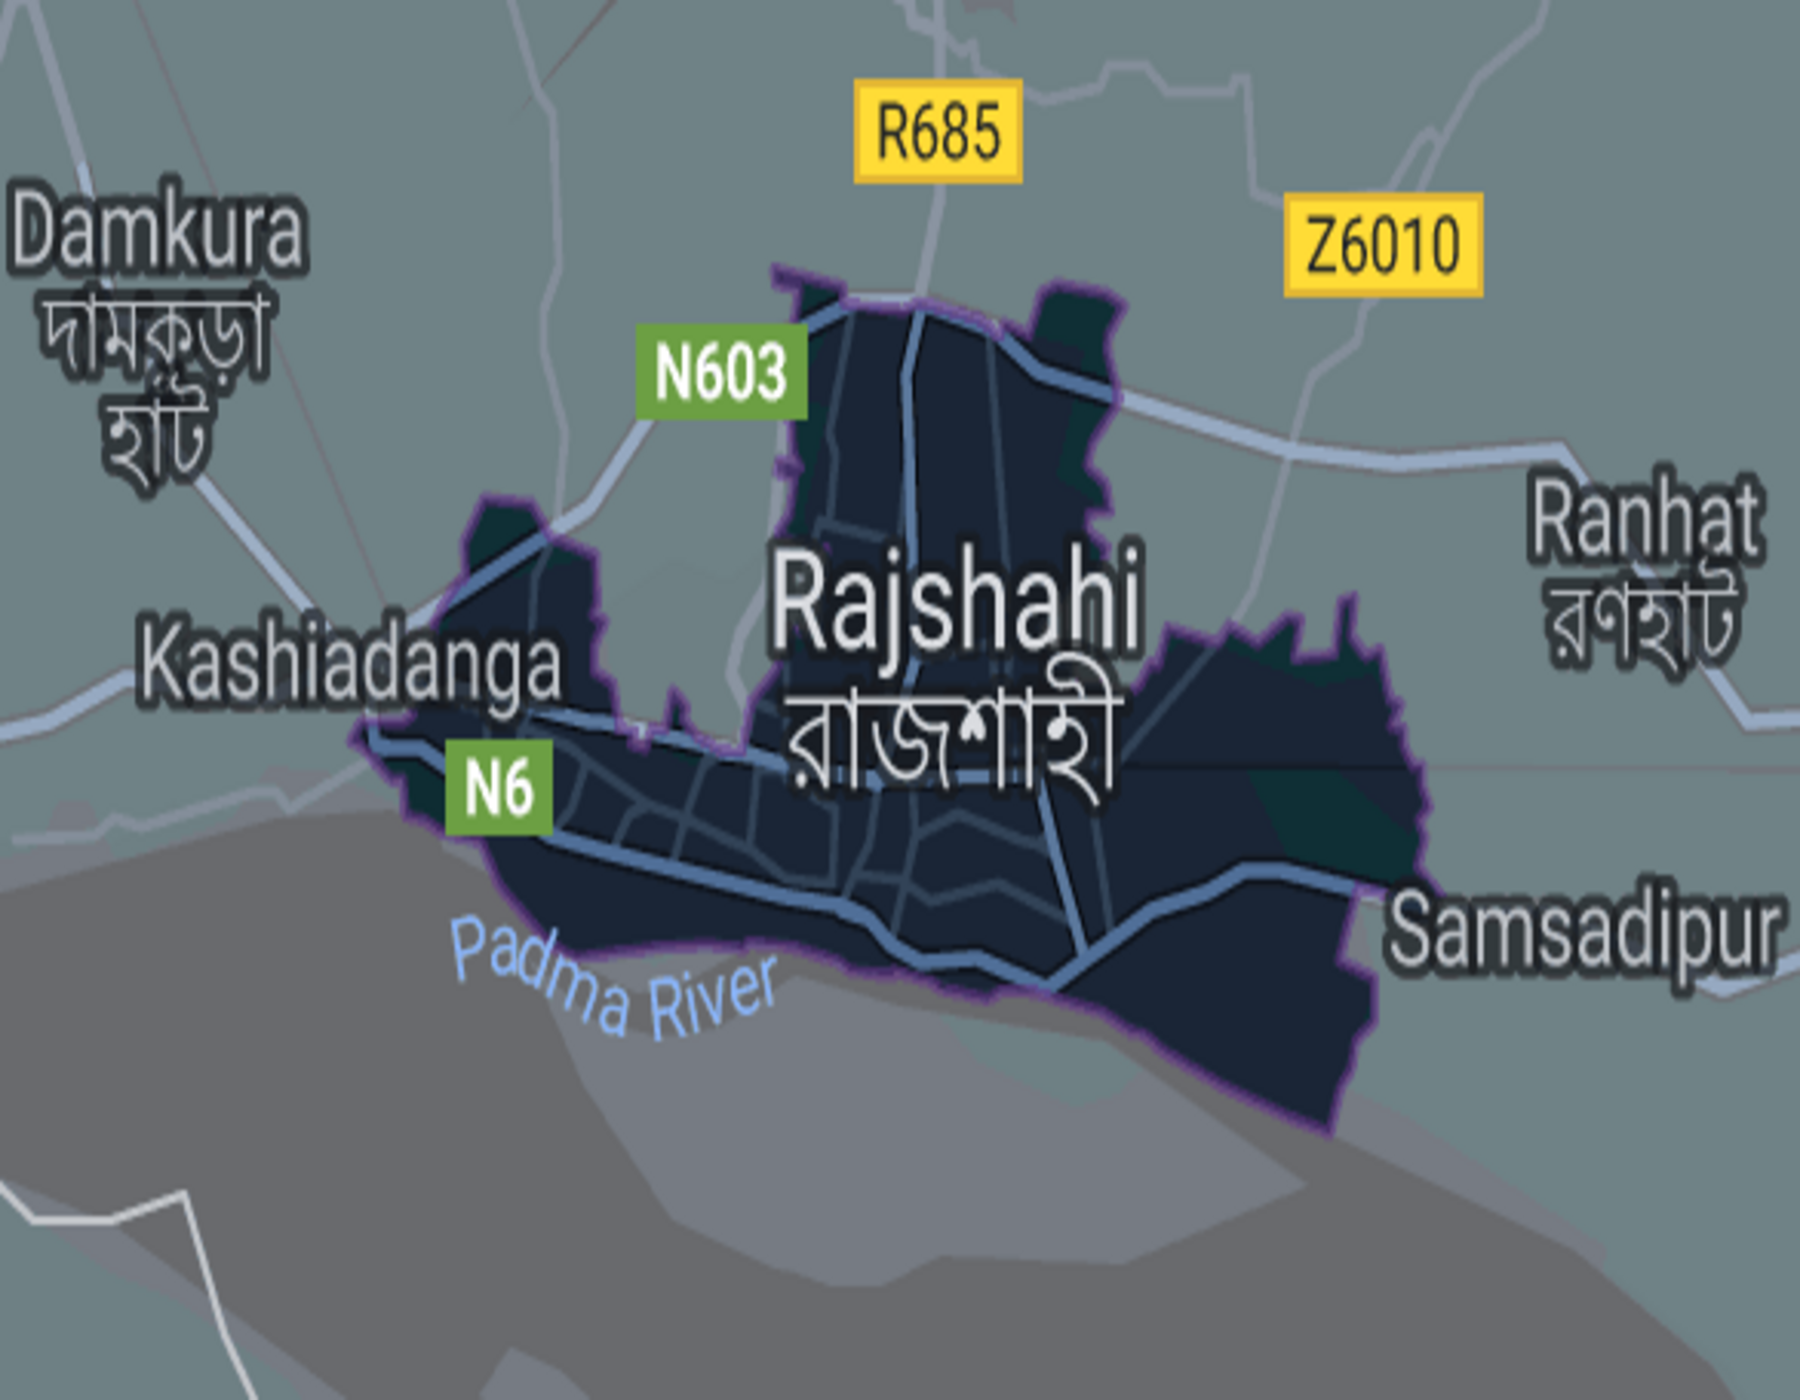 R685
Damkura
দামকুড়া
হাট
Z6010
N603
Ranhat
রণহাট
Rajshahi
রাজশাহী
Kashiadanga
N6
Samsadipur
Padma River